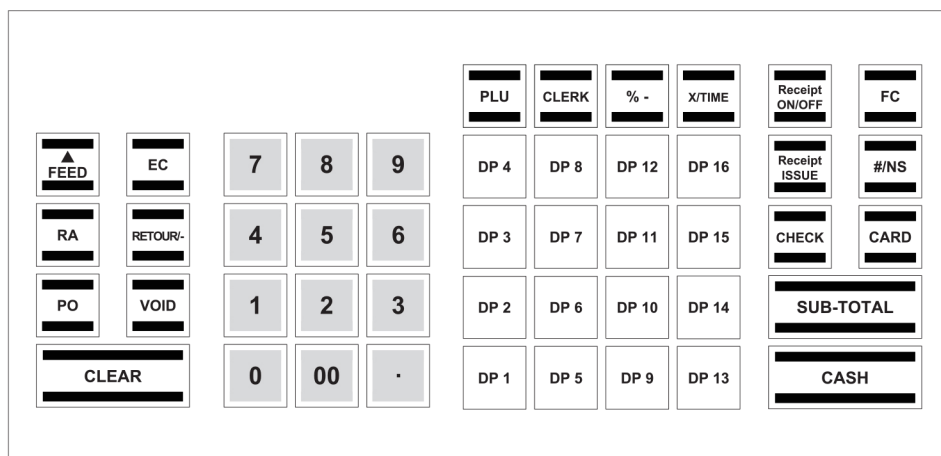 PLU CLERK % - X/TIME Receipt ON/OFF FC
▲ FEED EC 7 8 9 DP 4 DP 8 DP 12 DP 16 Receipt ISSUE #/NS
RA RETOUR/- 4 5 6 DP 3 DP 7 DP 11 DP 15 CHECK CARD
PO VOID 1 2 3 DP 2 DP 6 DP 10 DP 14 SUB-TOTAL
CLEAR 0 00 . DP 1 DP 5 DP 9 DP 13 CASH